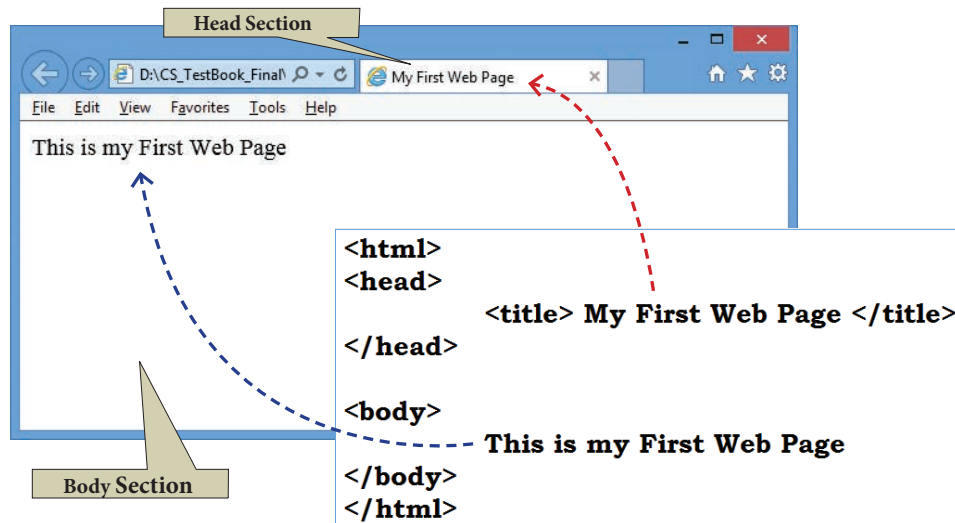 Head Section
D:\CS_TestBook_Final\
My First Web Page
File Edit View Favorites Tools Help
This is my First Web Page
<html>
<head>
<title> My First Web Page </title>
</head>
<body>
This is my First Web Page
</body>
</html>
Body Section